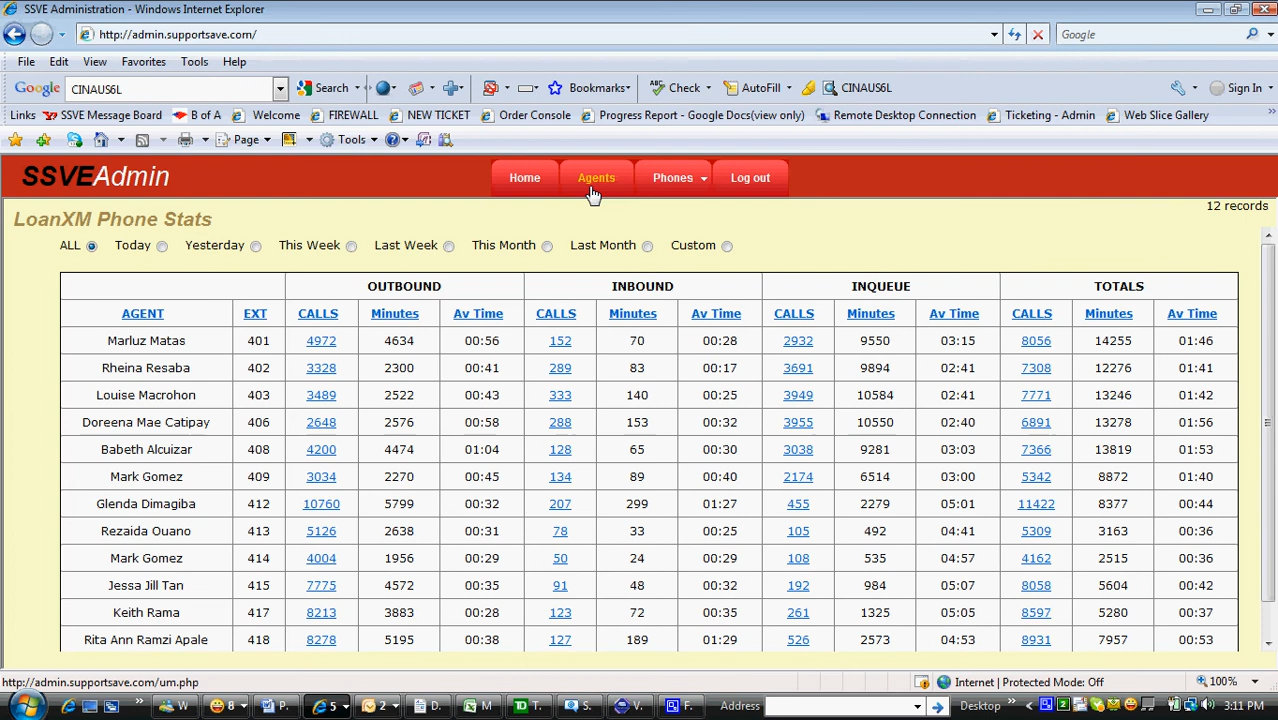 SSVE Administration - Windows Internet Explorer
http://admin.supportsave.com/
Google
File Edit View Favorites Tools Help
Google CINAUS6L Search Bookmarks Check AutoFill CINAUS6L Sign In
Links SSVE Message Board B of A Welcome FIREWALL NEW TICKET Order Console Progress Report - Google Docs(view only) Remote Desktop Connection Ticketing - Admin Web Slice Gallery
Page Tools
SSVEAdmin Home Agents Phones Log out
12 records
LoanXM Phone Stats
ALL Today Yesterday This Week Last Week This Month Last Month Custom
OUTBOUND INBOUND INQUEUE TOTALS
AGENT EXT CALLS Minutes Av Time CALLS Minutes Av Time CALLS Minutes Av Time CALLS Minutes Av Time
Marluz Matas 401 4972 4634 00:56 152 70 00:28 2932 9550 03:15 8056 14255 01:46
Rheina Resaba 402 3328 2300 00:41 289 83 00:17 3691 9894 02:41 7308 12276 01:41
Louise Macrohon 403 3489 2522 00:43 333 140 00:25 3949 10584 02:41 7771 13246 01:42
Doreena Mae Catipay 406 2648 2576 00:58 288 153 00:32 3955 10550 02:40 6891 13278 01:56
Babeth Alcuizar 408 4200 4474 01:04 128 65 00:30 3038 9281 03:03 7366 13819 01:53
Mark Gomez 409 3034 2270 00:45 134 89 00:40 2174 6514 03:00 5342 8872 01:40
Glenda Dimagiba 412 10760 5799 00:32 207 299 01:27 455 2279 05:01 11422 8377 00:44
Rezaida Ouano 413 5126 2638 00:31 78 33 00:25 105 492 04:41 5309 3163 00:36
Mark Gomez 414 4004 1956 00:29 50 24 00:29 108 535 04:57 4162 2515 00:36
Jessa Jill Tan 415 7775 4572 00:35 91 48 00:32 192 984 05:07 8058 5604 00:42
Keith Rama 417 8213 3883 00:28 123 72 00:35 261 1325 05:05 8597 5280 00:37
Rita Ann Ramzi Apale 418 8278 5195 00:38 127 189 01:29 526 2573 04:53 8931 7957 00:53
http://admin.supportsave.com/um.php Internet | Protected Mode: Off 100%
W 8 P. 5 2 D. M T. S. V. F. Address Desktop 3:11 PM